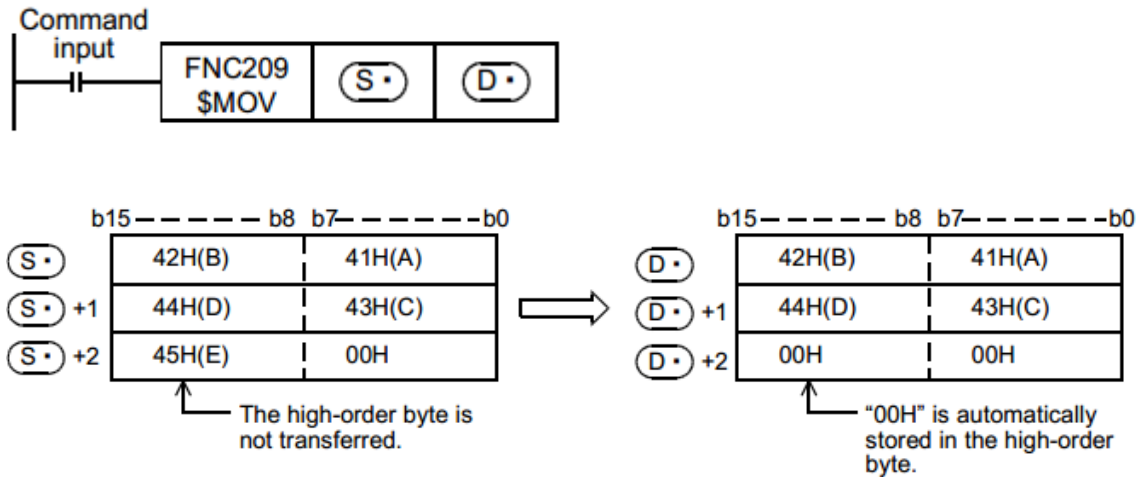 Command
input
FNC209
$MOV
S・
D・
b15 – – – – – – b8 b7 – – – – – – b0
S・ 42H(B) 41H(A)
S・ +1 44H(D) 43H(C)
S・ +2 45H(E) 00H
The high-order byte is
not transferred.
b15 – – – – – – b8 b7 – – – – – – b0
D・ 42H(B) 41H(A)
D・ +1 44H(D) 43H(C)
D・ +2 00H 00H
“00H” is automatically
stored in the high-order
byte.